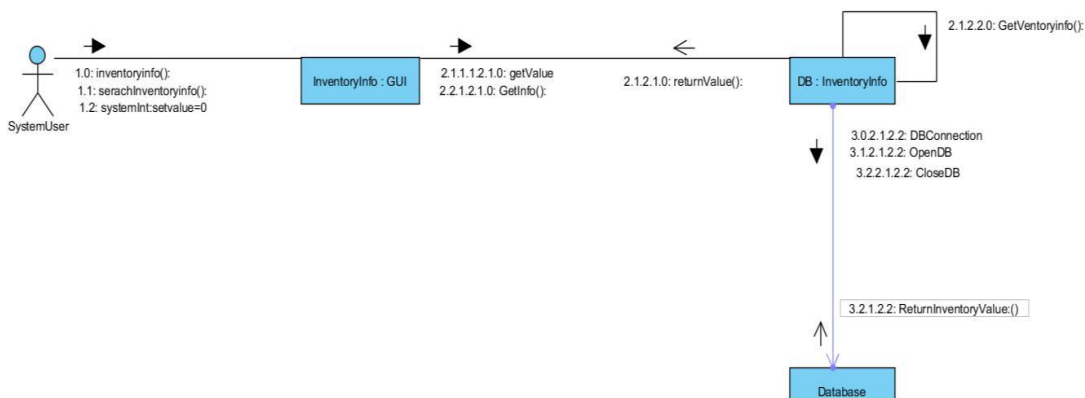 2.1.2.2.0: GetVentoryinfo():
1.0: inventoryinfo():
1.1: serachInventoryinfo():
1.2: systemInt:setvalue=0
SystemUser
InventoryInfo : GUI
2.1.1.1.2.1.0: getValue
2.2.1.2.1.0: GetInfo():
2.1.2.1.0: returnValue():
DB : InventoryInfo
3.0.2.1.2.2: DBConnection
3.1.2.1.2.2: OpenDB
3.2.2.1.2.2: CloseDB
3.2.1.2.2: ReturnInventoryValue:()
Database